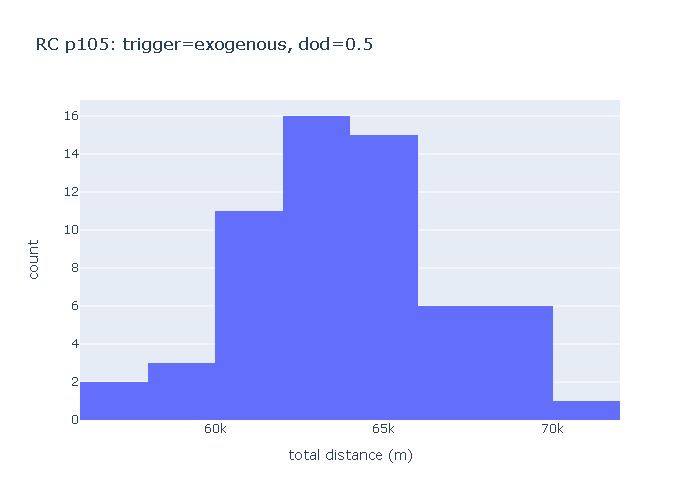 RC p105: trigger=exogenous, dod=0.5
16
14
12
10
8
6
4
2
0
count
60k
65k
70k
total distance (m)